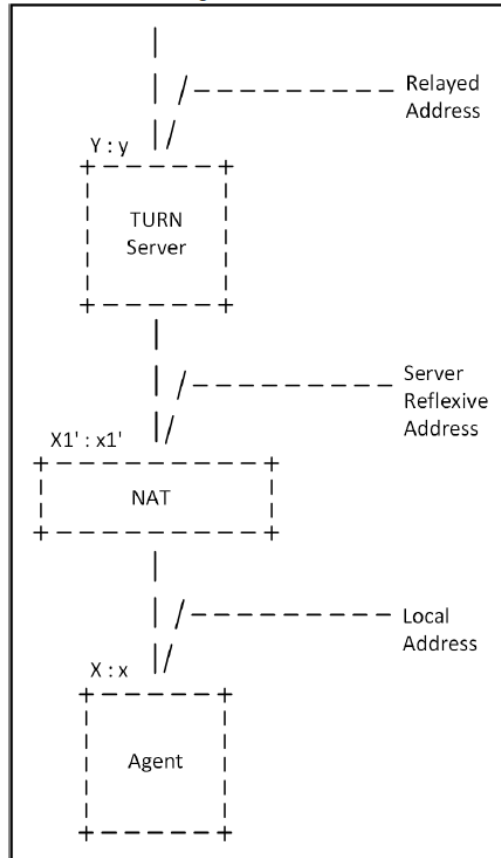 Relayed
Address
Y : y
TURN
Server
Server
Reflexive
Address
X1' : x1'
NAT
Local
Address
X : x
Agent